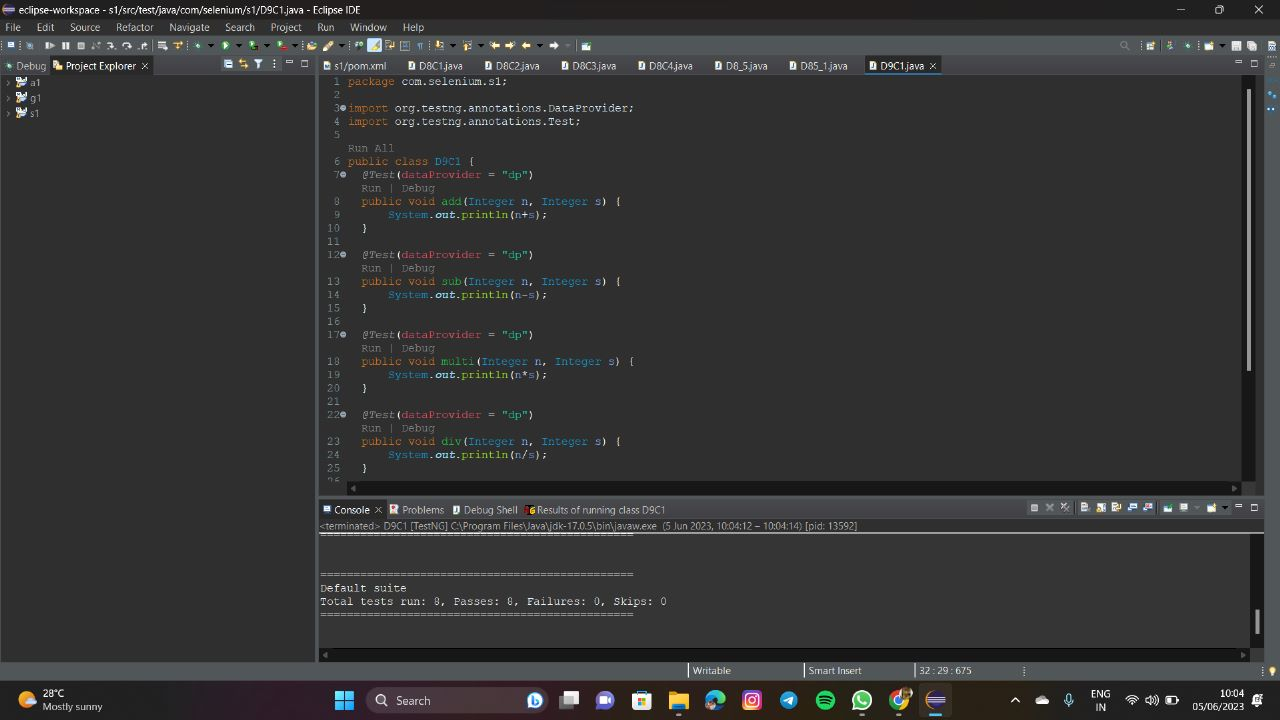 eclipse-workspace - s1/src/test/java/com/selenium/s1/D9C1.java - Eclipse IDE
File Edit Source Refactor Navigate Search Project Run Window Help
Debug Project Explorer
s1/pom.xml D8C1.java D8C2.java D8C3.java D8C4.java D8_5.java D85_1.java D9C1.java
a1
g1
s1
1 package com.selenium.s1;
2
3 import org.testng.annotations.DataProvider;
4 import org.testng.annotations.Test;
5
Run All
6 public class D9C1 {
7 @Test(dataProvider = "dp")
Run | Debug
8 public void add(Integer n, Integer s) {
9 System.out.println(n+s);
10 }
11
12 @Test(dataProvider = "dp")
Run | Debug
13 public void sub(Integer n, Integer s) {
14 System.out.println(n-s);
15 }
16
17 @Test(dataProvider = "dp")
Run | Debug
18 public void multi(Integer n, Integer s) {
19 System.out.println(n*s);
20 }
21
22 @Test(dataProvider = "dp")
Run | Debug
23 public void div(Integer n, Integer s) {
24 System.out.println(n/s);
25 }
26
Console Problems Debug Shell Results of running class D9C1
<terminated> D9C1 [TestNG] C:\Program Files\Java\jdk-17.0.5\bin\javaw.exe (5 Jun 2023, 10:04:12 – 10:04:14) [pid: 13592]
===============================================
===============================================
Default suite
Total tests run: 8, Passes: 8, Failures: 0, Skips: 0
===============================================
Writable Smart Insert 32 : 29 : 675
28°C
Mostly sunny
Search
ENG
IN
10:04
05/06/2023